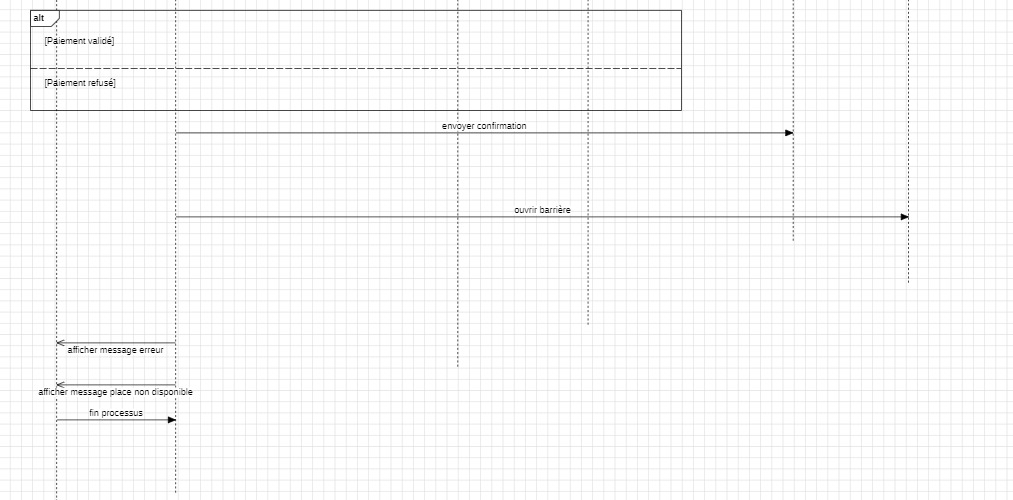 alt
[Paiement validé]
[Paiement refusé]
envoyer confirmation
ouvrir barrière
afficher message erreur
afficher message place non disponible
fin processus